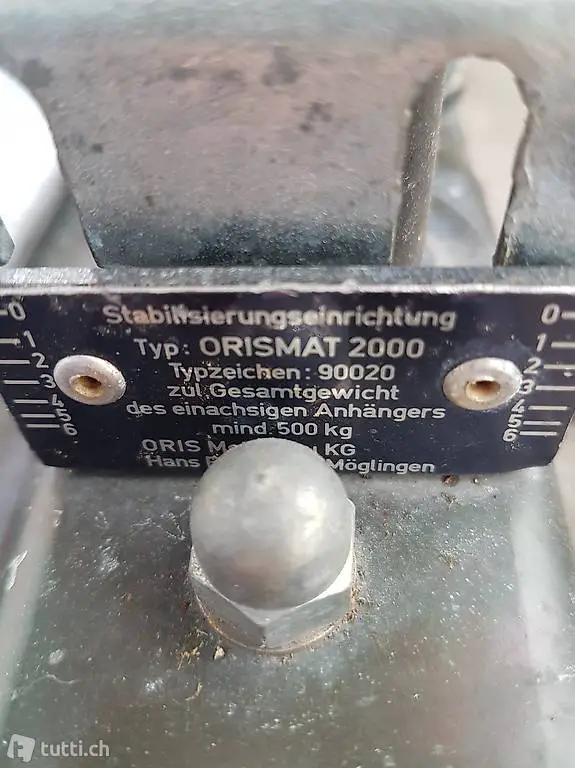 Stabilisierungseinrichtung
Typ: ORISMAT 2000
Typzeichen: 90020
zul Gesamtgewicht
des einachsigen Anhängers
mind 500 kg
ORIS KG
Hans Möglingen
0
1
2
3
4
5
6
0
1
2
3
4
5
6
tutti.ch